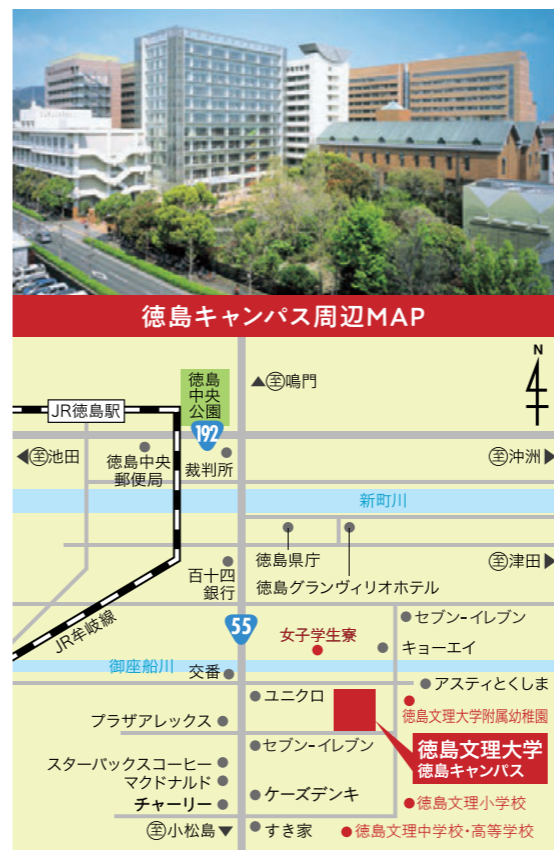 徳島キャンパス周辺MAP
N
徳島
中央
公園
▲㊀鳴門
JR徳島駅
192
◀㊀池田
徳島中央
郵便局
裁判所
㊀沖洲▶
新町川
徳島県庁
㊀津田▶
百十四
銀行
徳島グランヴィリオホテル
JR牟岐線
55
セブン-イレブン
女子学生寮
キョーエイ
御座船川
交番
アスティとくしま
ユニクロ
徳島文理大学附属幼稚園
プラザアレックス
徳島文理大学
徳島キャンパス
セブン-イレブン
スターバックスコーヒー
マクドナルド
チャーリー
ケーズデンキ
徳島文理小学校
㊀小松島▼
すき家
徳島文理中学校・高等学校